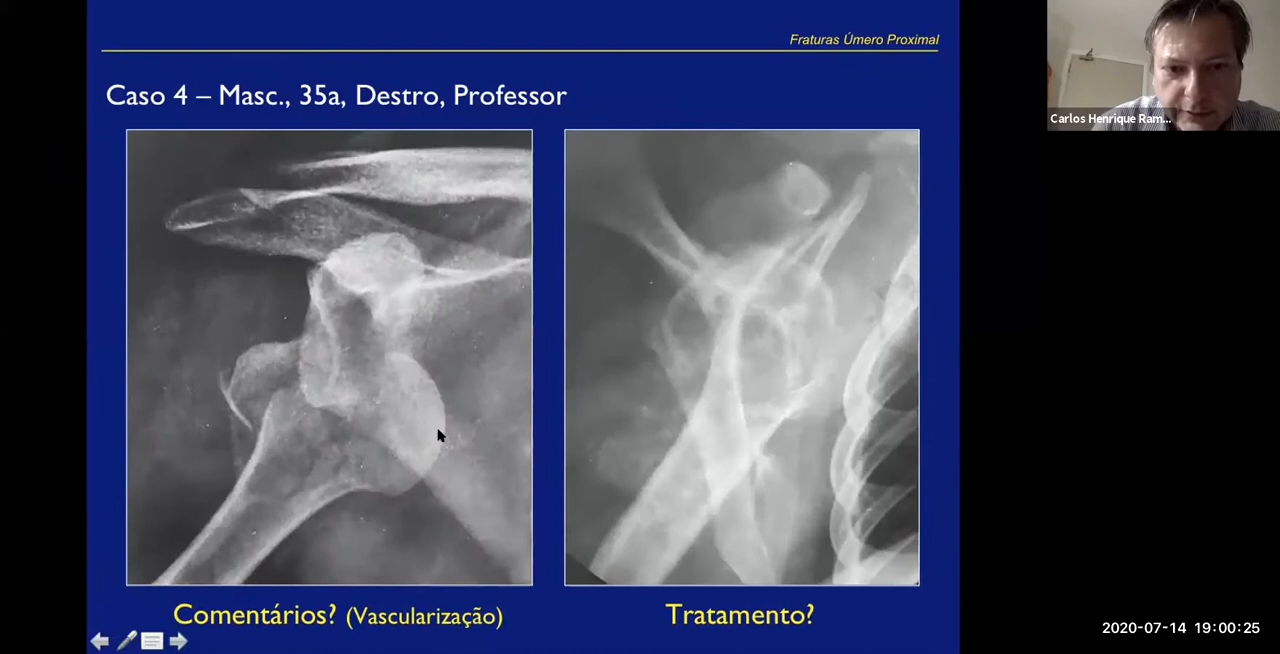 Fraturas Úmero Proximal
Caso 4 – Masc., 35a, Destro, Professor
Comentários? (Vascularização)
Tratamento?
Carlos Henrique Ram...
2020-07-14 19:00:25